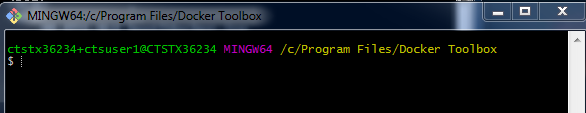 MINGW64:/c/Program Files/Docker Toolbox
ctstx36234+ctsuser1@CTSTX36234 MINGW64 /c/Program Files/Docker Toolbox
$